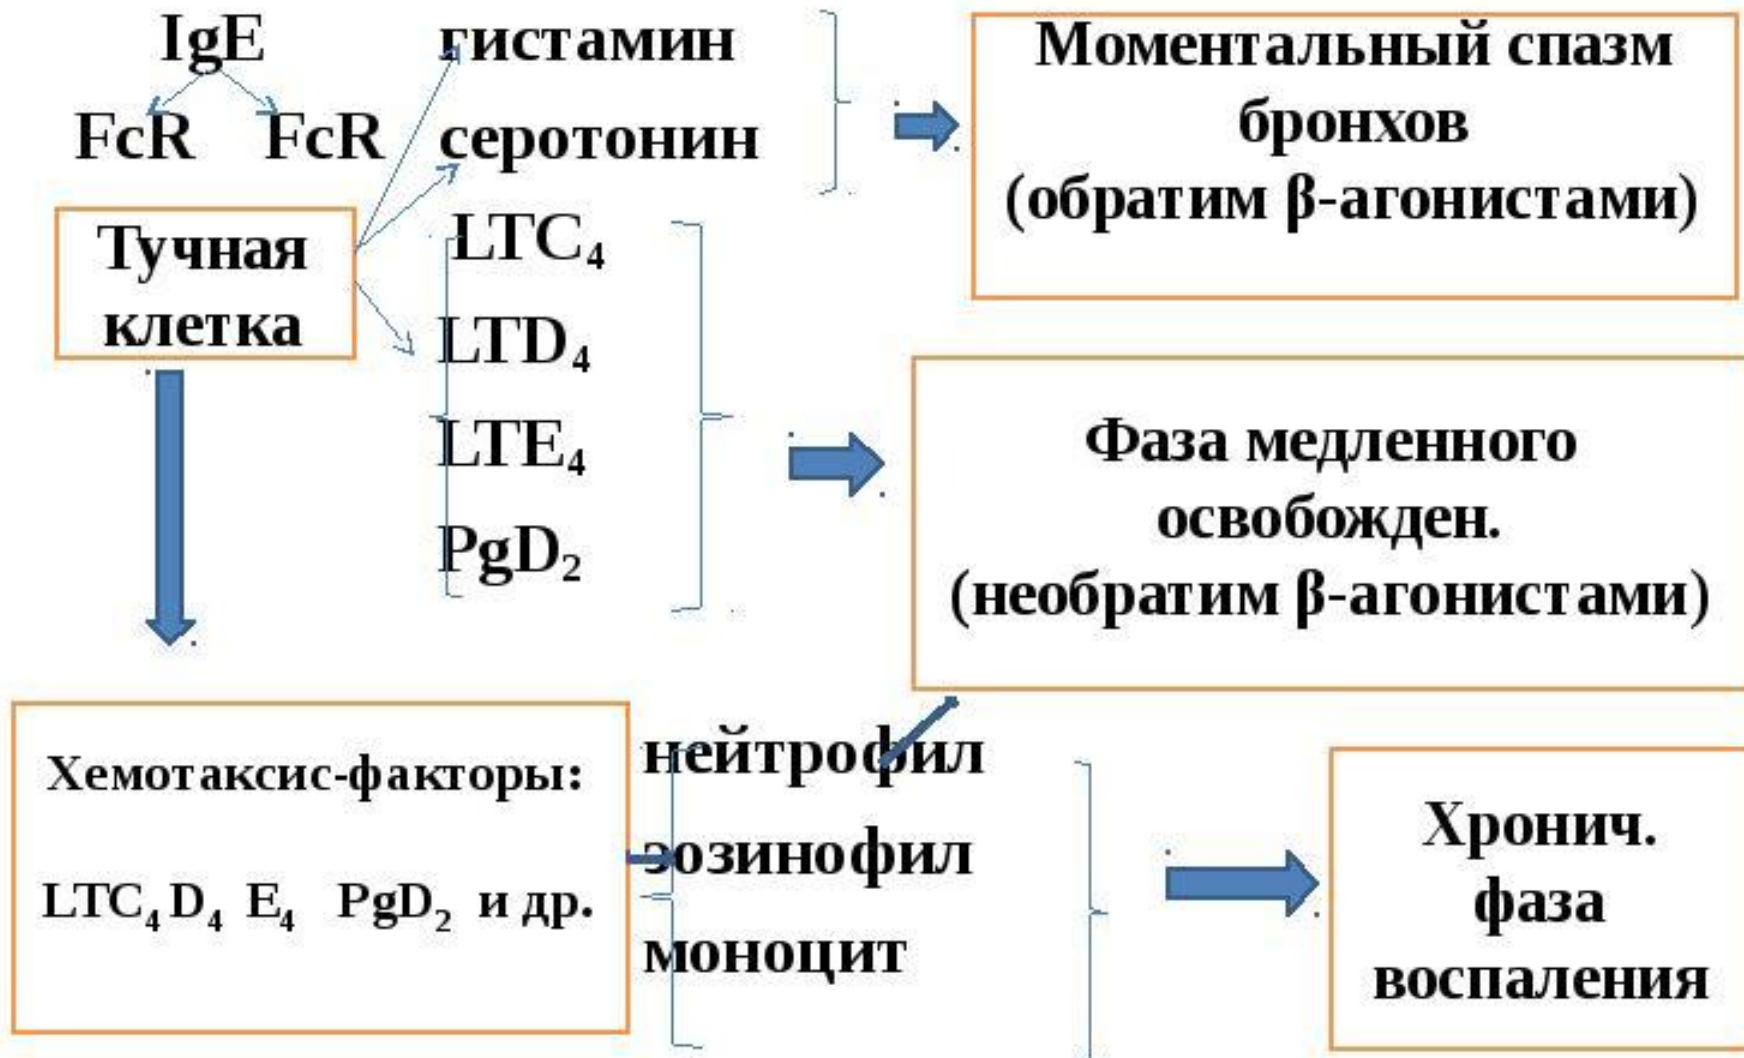 IgE
FcR FcR
Тучная
клетка
гистамин
серотонин
LTC₄
LTD₄
LTE₄
PgD₂
Моментальный спазм
бронхов
(обратим β-агонистами)
Фаза медленного
освобожден.
(необратим β-агонистами)
Хемотаксис-факторы:
LTC₄ D₄ E₄ PgD₂ и др.
нейтрофил
эозинофил
моноцит
Хронич.
фаза
воспаления